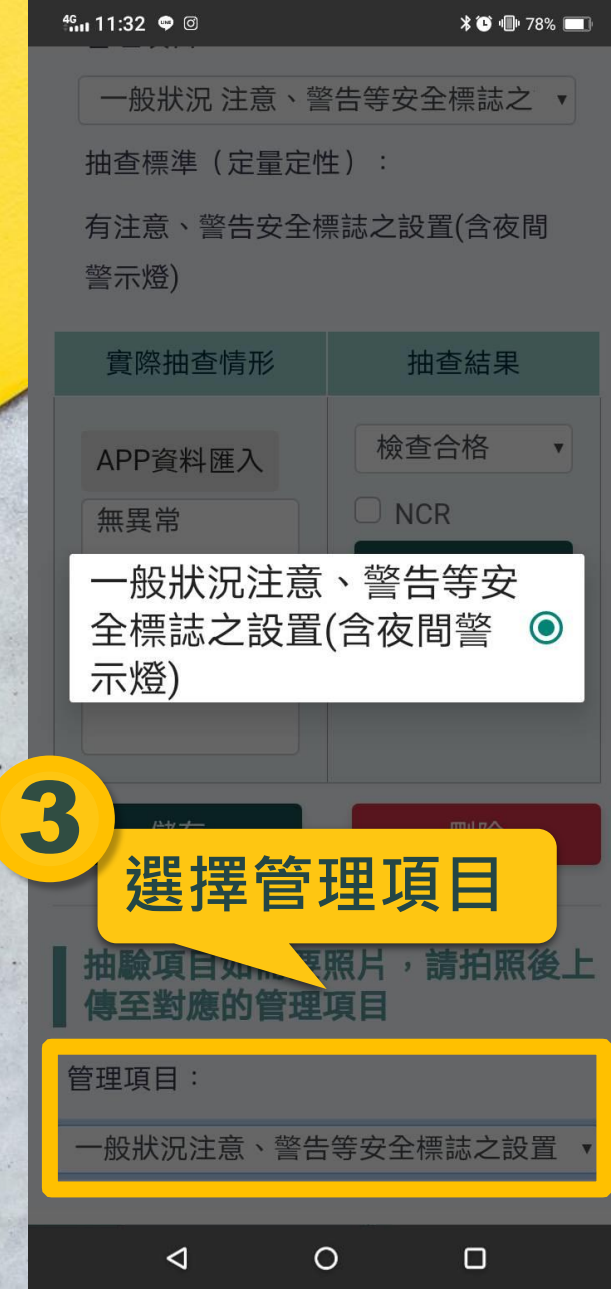 4G 11:32 78%
一般狀況 注意、警告等安全標誌之
抽查標準（定量定性）：
有注意、警告安全標誌之設置(含夜間
警示燈)
實際抽查情形 抽查結果
APP資料匯入 檢查合格
無異常 NCR
一般狀況注意、警告等安
全標誌之設置(含夜間警
示燈)
3
選擇管理項目
抽驗項目如 照片，請拍照後上
傳至對應的管理項目
管理項目：
一般狀況注意、警告等安全標誌之設置